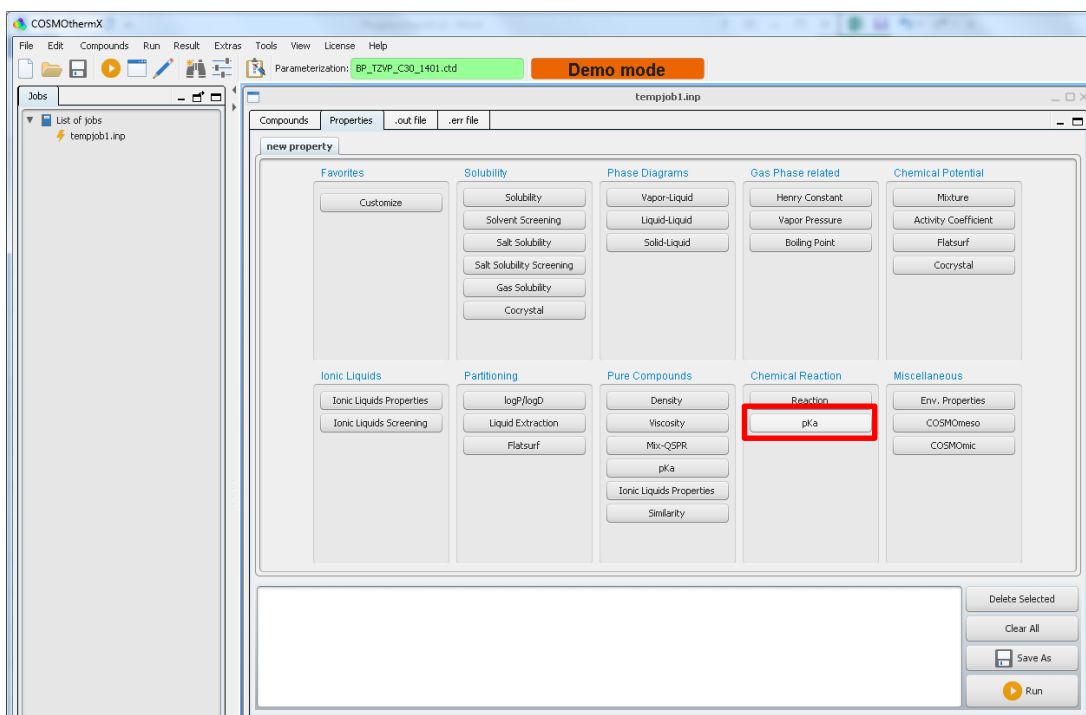 COSMOthermX
File Edit Compounds Run Result Extras Tools View License Help
Parameterization: BP_TZVP_C30_1401.ctd Demo mode
Jobs
List of jobs
tempjob1.inp
tempjob1.inp
Compounds Properties .out file .err file
new property
Favorites
Customize
Solubility
Solubility
Solvent Screening
Salt Solubility
Salt Solubility Screening
Gas Solubility
Cocrystal
Phase Diagrams
Vapor-Liquid
Liquid-Liquid
Solid-Liquid
Gas Phase related
Henry Constant
Vapor Pressure
Boiling Point
Chemical Potential
Mixture
Activity Coefficient
Flatsurf
Cocrystal
Ionic Liquids
Ionic Liquids Properties
Ionic Liquids Screening
Partitioning
logP/logD
Liquid Extraction
Flatsurf
Pure Compounds
Density
Viscosity
Mix-QSPR
pKa
Ionic Liquids Properties
Similarity
Chemical Reaction
Reaction
pKa
Miscellaneous
Env. Properties
COSMOmeso
COSMOmic
Delete Selected
Clear All
Save As
Run